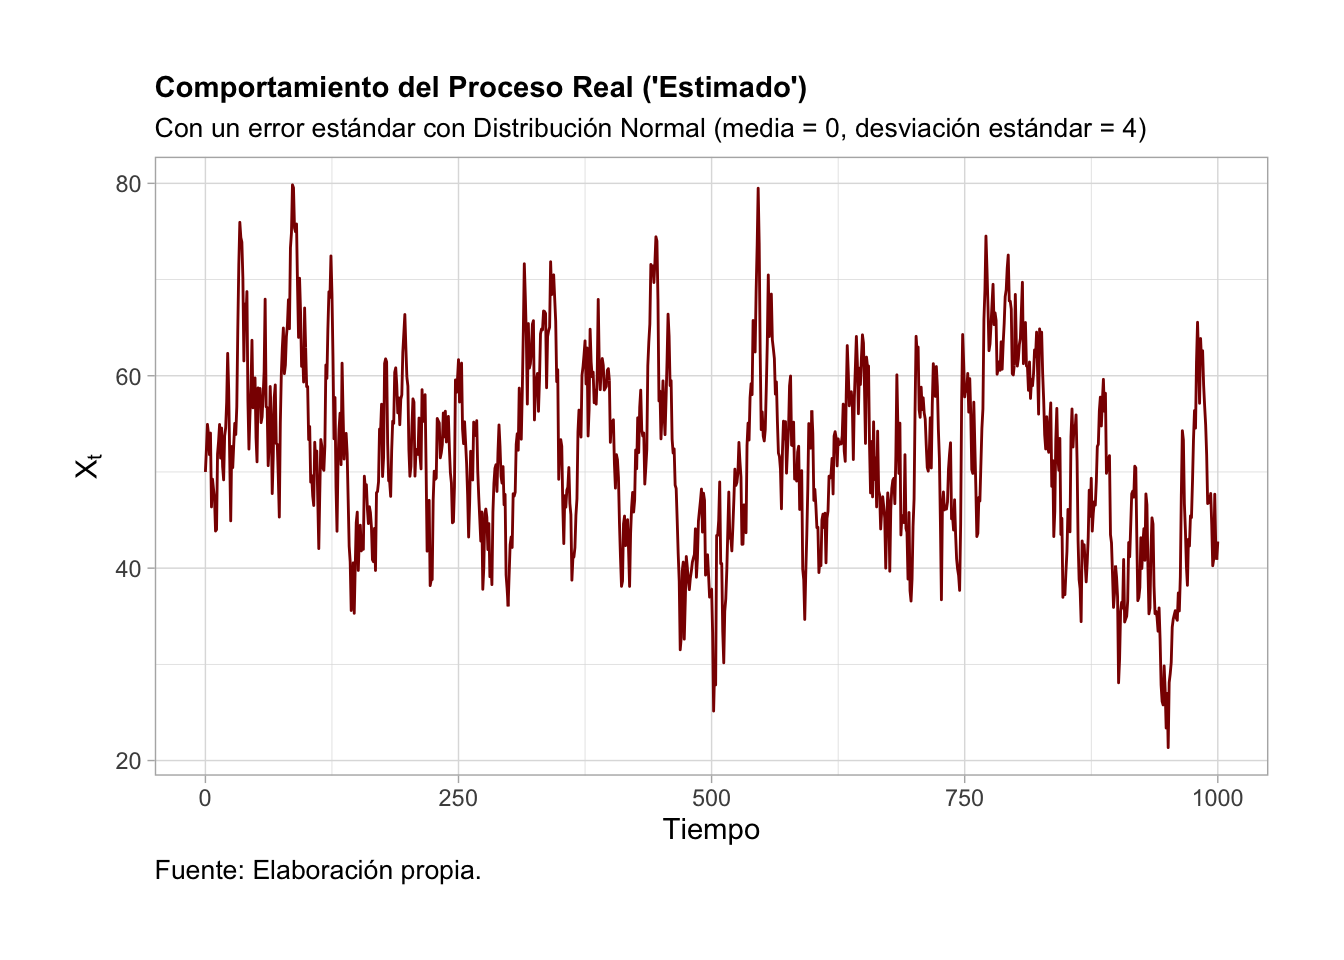 Comportamiento del Proceso Real ('Estimado')
Con un error estándar con Distribución Normal (media = 0, desviación estándar = 4)
80
60
40
20
Xt
0 250 500 750 1000
Tiempo
Fuente: Elaboración propia.